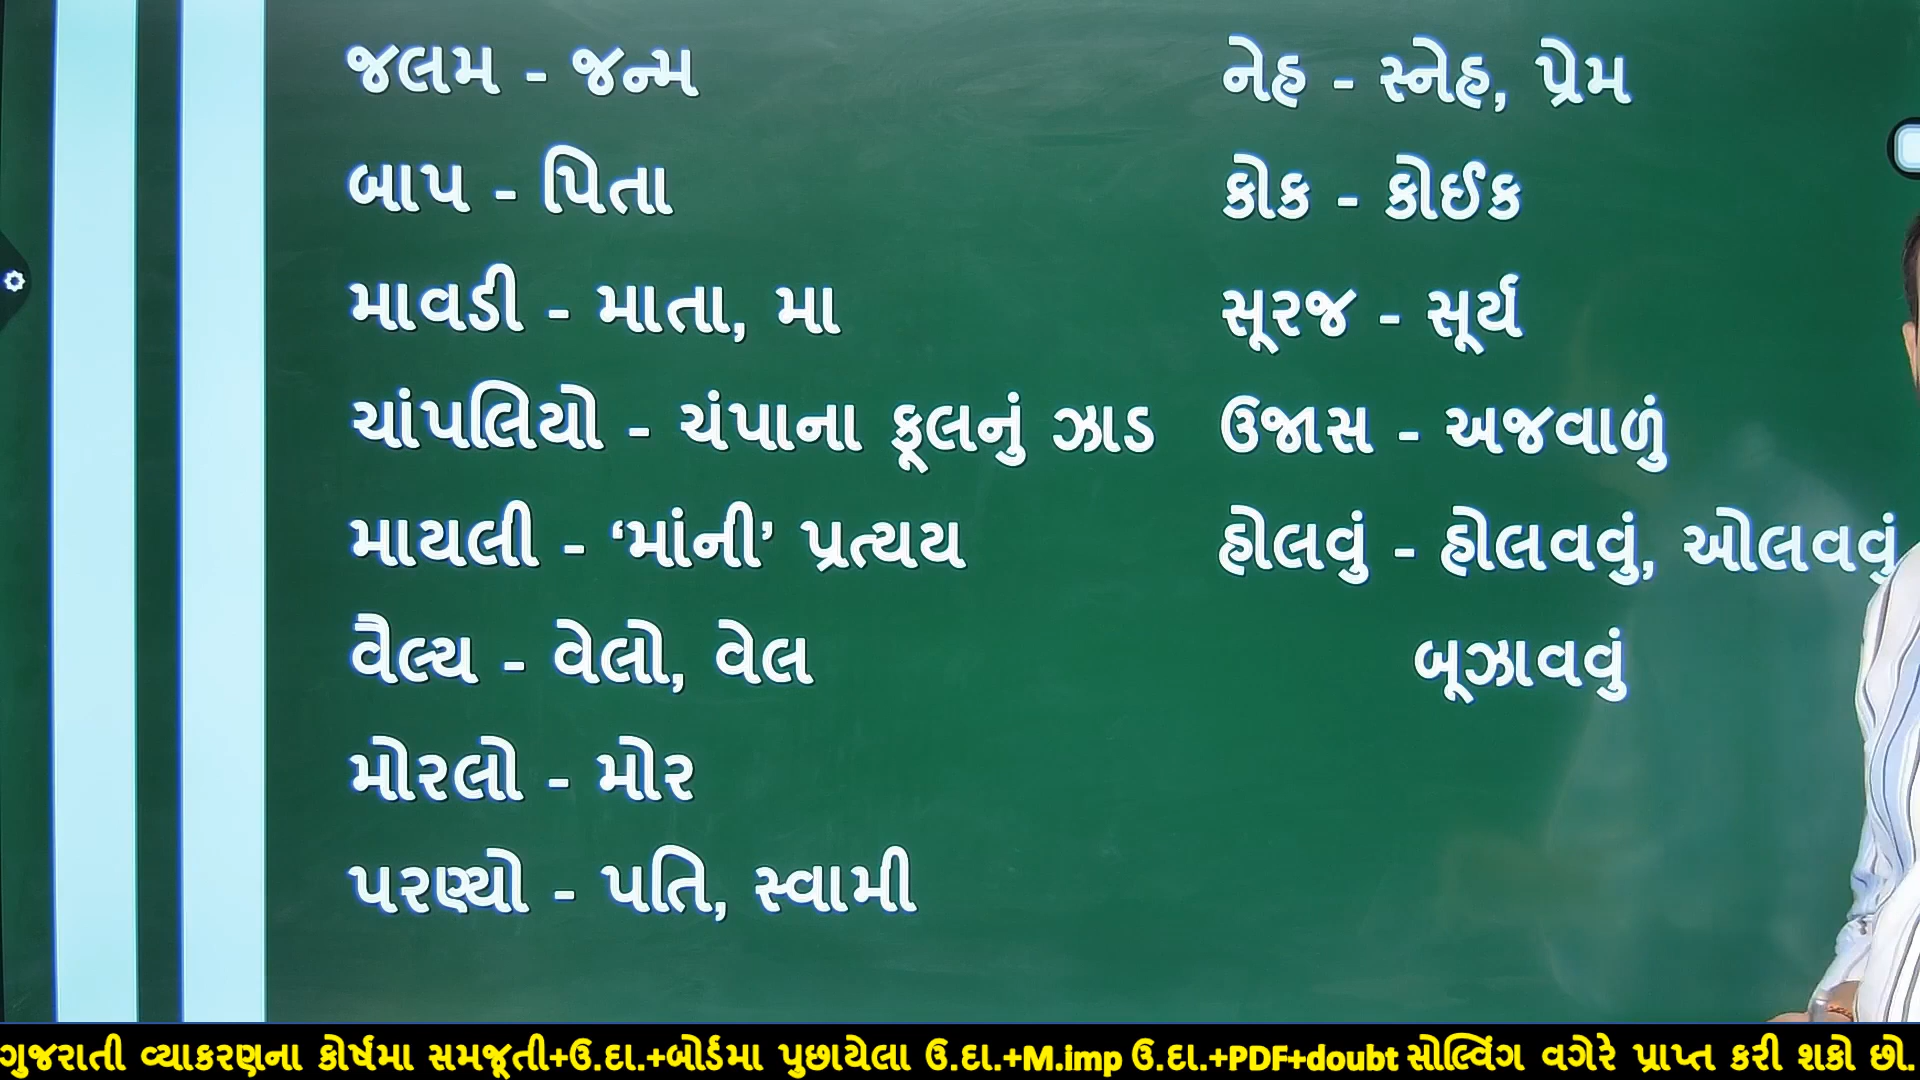 જલમ - જન્મ
બાપ - પિતા
માવડી - માતા, મા
ચાંપલિયો - ચંપાના ફૂલનું ઝાડ
માયલી - ‘માંની’ પ્રત્યય
વૈલ્ય - વેલો, વેલ
મોરલો - મોર
પરણ્યો - પતિ, સ્વામી
નેહ - સ્નેહ, પ્રેમ
કોક - કોઈક
સૂરજ - સૂર્ય
ઉજાસ - અજવાળું
હોલવું - હોલવવું, ઓલવવું
બૂઝાવવું
ગુજરાતી વ્યાકરણના કોર્ષમા સમજૂતી+ઉ.દા.+બોર્ડમા પુછાયેલા ઉ.દા.+M.imp ઉ.દા.+PDF+doubt સોલ્વિંગ વગેરે પ્રાપ્ત કરી શકો છો.